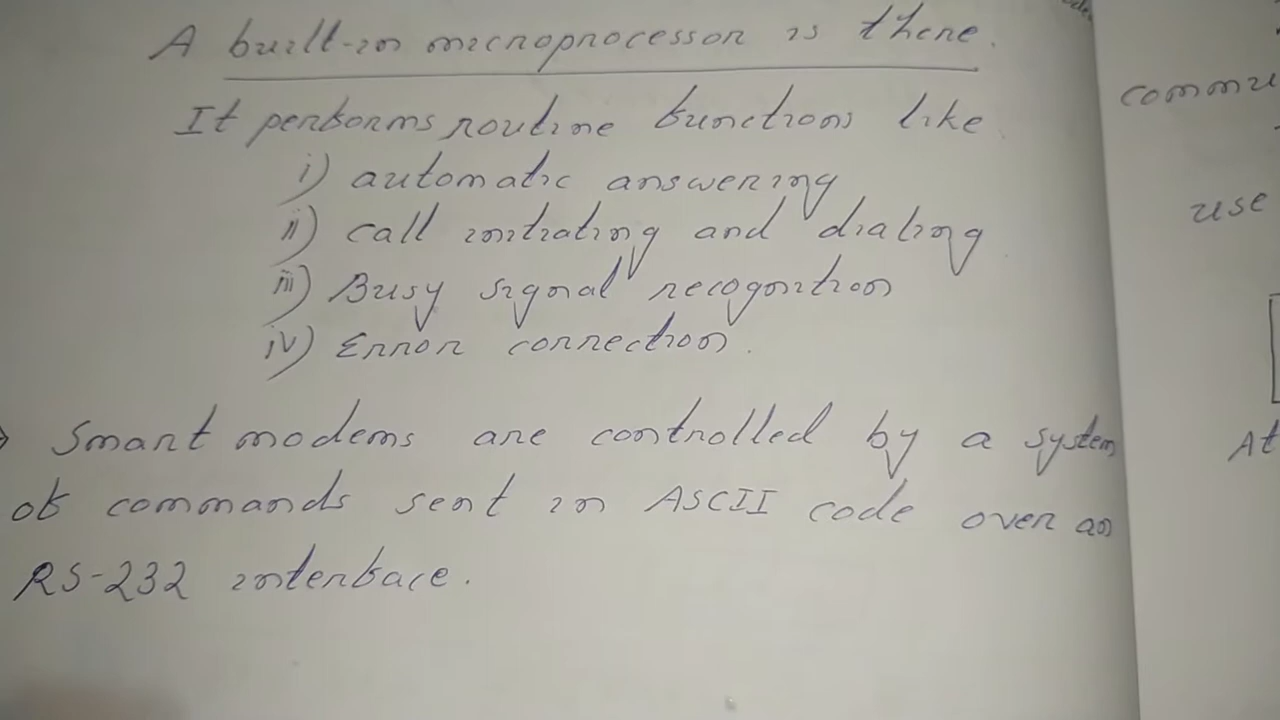 A built-in microprocessor is there.
It performs routine functions like
i) automatic answering
ii) call initiating and dialing
iii) Busy signal recognition
iv) Error correction.
Smart modems are controlled by a system
of commands sent in ASCII code over an
RS-232 interface.
use
At